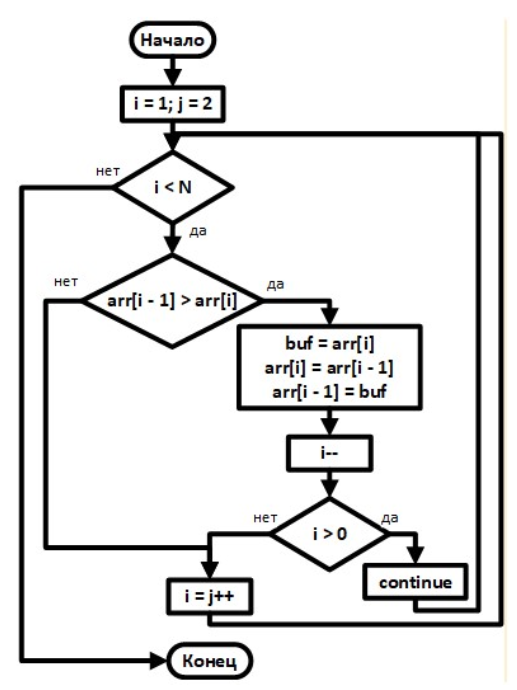 Начало
i = 1; j = 2
нет
i < N
да
нет
arr[i - 1] > arr[i]
да
buf = arr[i]
arr[i] = arr[i - 1]
arr[i - 1] = buf
i--
нет
i > 0
да
continue
i = j++
Конец